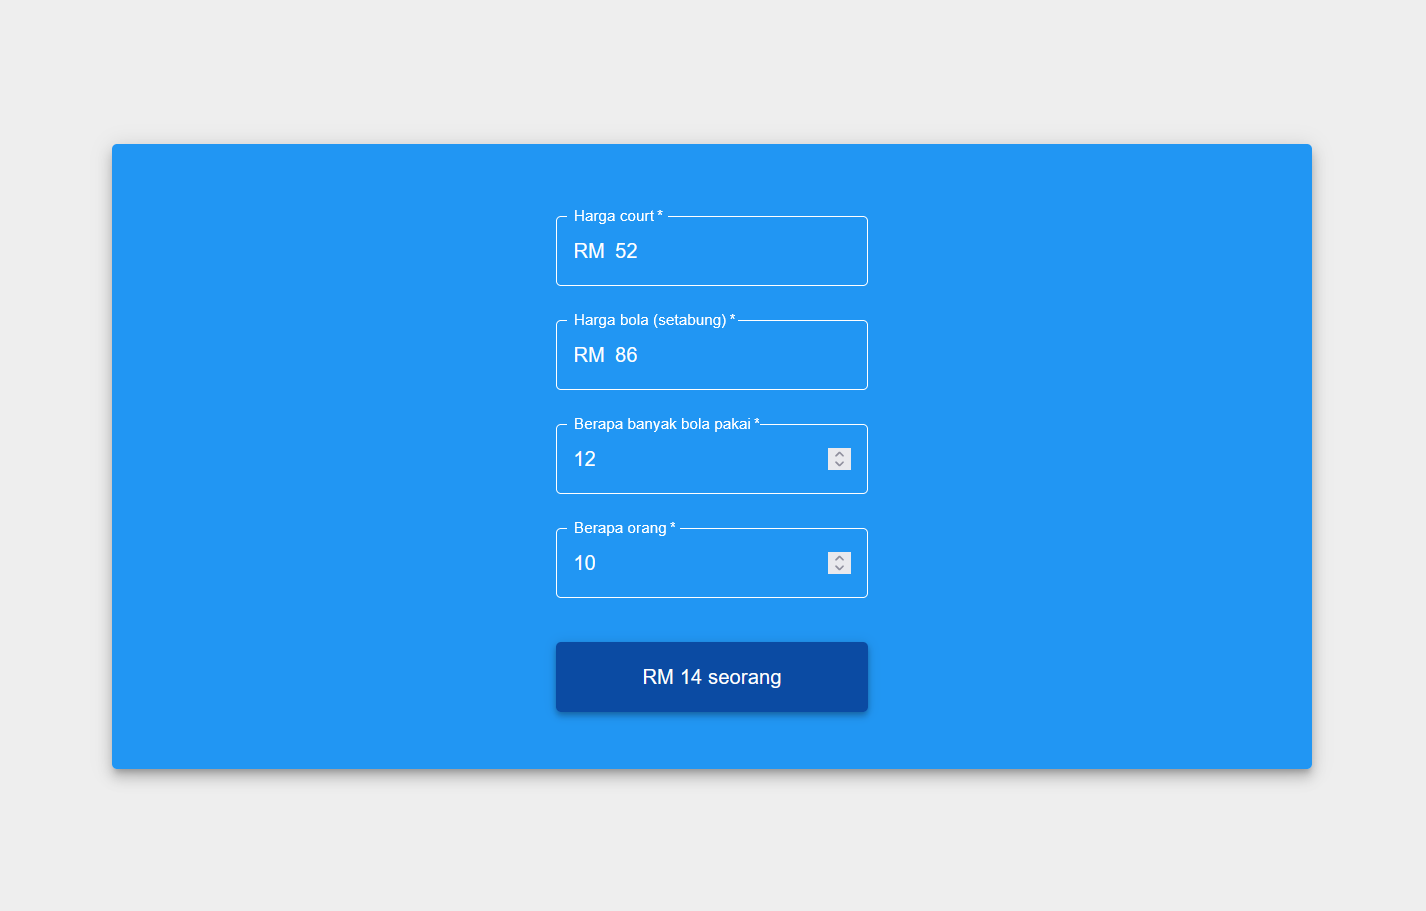 Harga court *
RM 52
Harga bola (setabung) *
RM 86
Berapa banyak bola pakai *
12
Berapa orang *
10
RM 14 seorang